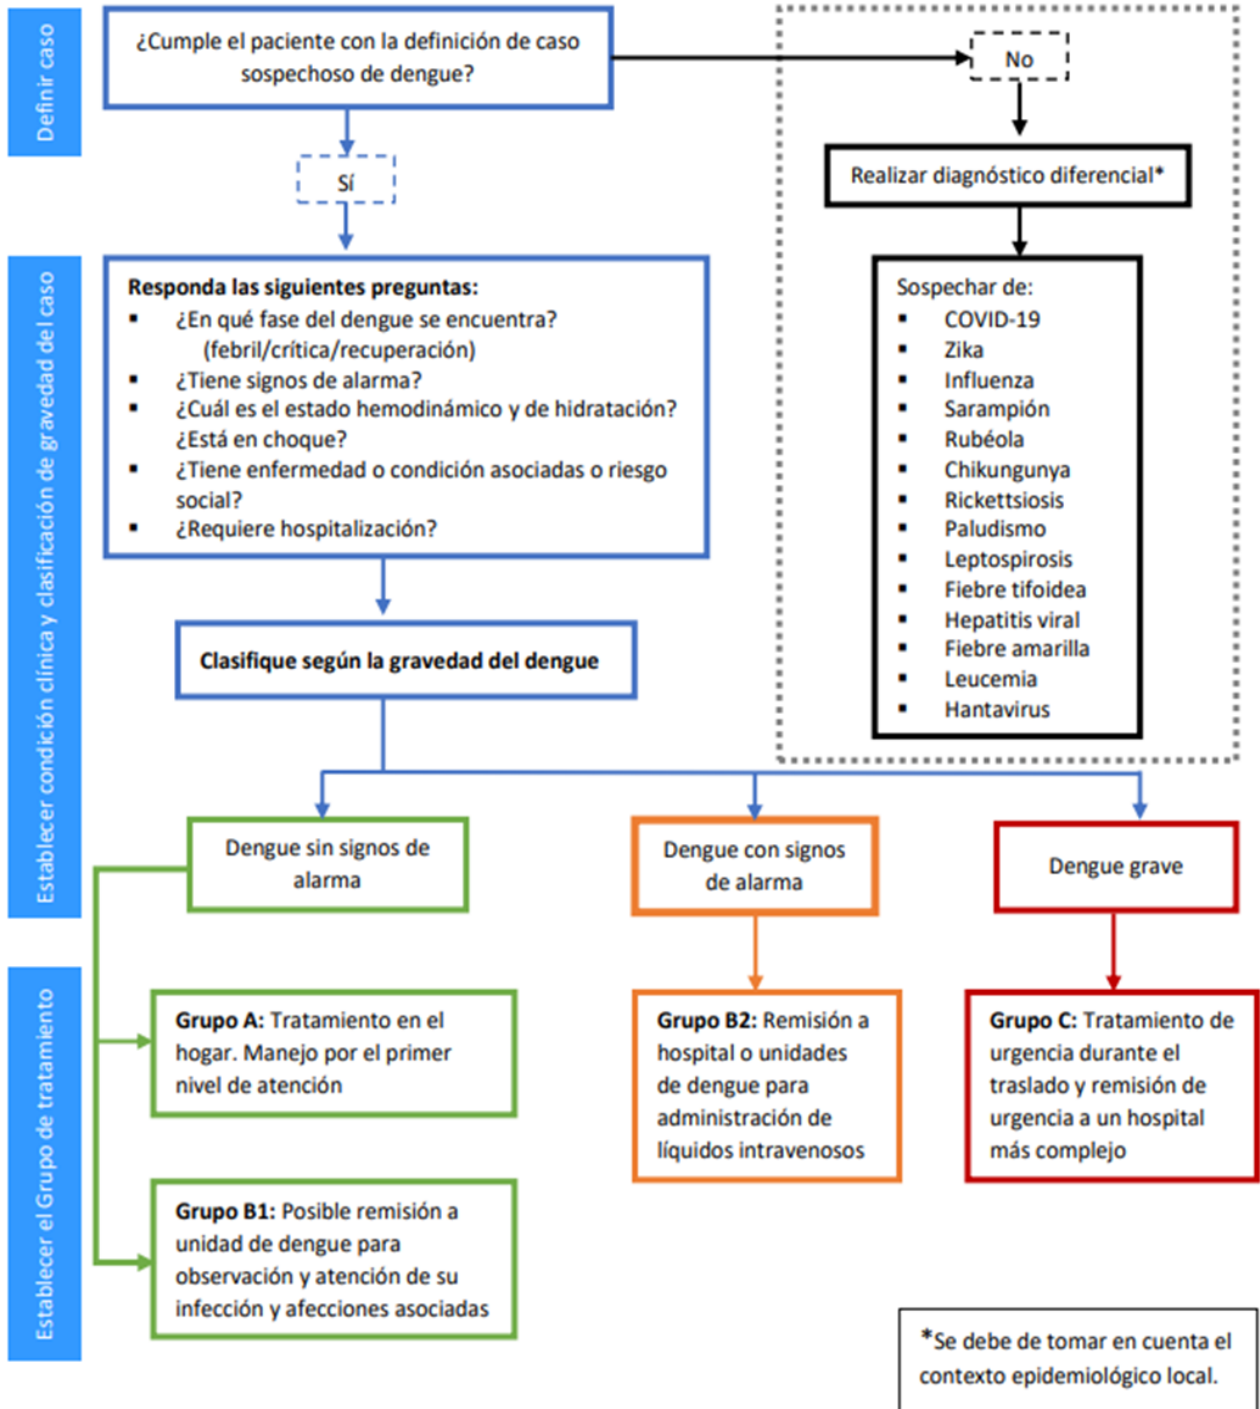 Definir caso
¿Cumple el paciente con la definición de caso
sospechoso de dengue?
No
Sí
Realizar diagnóstico diferencial*
Sospechar de:
▪ COVID-19
▪ Zika
▪ Influenza
▪ Sarampión
▪ Rubéola
▪ Chikungunya
▪ Rickettsiosis
▪ Paludismo
▪ Leptospirosis
▪ Fiebre tifoidea
▪ Hepatitis viral
▪ Fiebre amarilla
▪ Leucemia
▪ Hantavirus
Establecer condición clínica y clasificación de gravedad del caso
Responda las siguientes preguntas:
▪ ¿En qué fase del dengue se encuentra?
(febril/crítica/recuperación)
▪ ¿Tiene signos de alarma?
▪ ¿Cuál es el estado hemodinámico y de hidratación?
¿Está en choque?
▪ ¿Tiene enfermedad o condición asociadas o riesgo
social?
▪ ¿Requiere hospitalización?
Clasifique según la gravedad del dengue
Dengue sin signos de
alarma
Dengue con signos
de alarma
Dengue grave
Establecer el Grupo de tratamiento
Grupo A: Tratamiento en el
hogar. Manejo por el primer
nivel de atención
Grupo B1: Posible remisión a
unidad de dengue para
observación y atención de su
infección y afecciones asociadas
Grupo B2: Remisión a
hospital o unidades
de dengue para
administración de
líquidos intravenosos
Grupo C: Tratamiento de
urgencia durante el
traslado y remisión de
urgencia a un hospital
más complejo
*Se debe de tomar en cuenta el
contexto epidemiológico local.